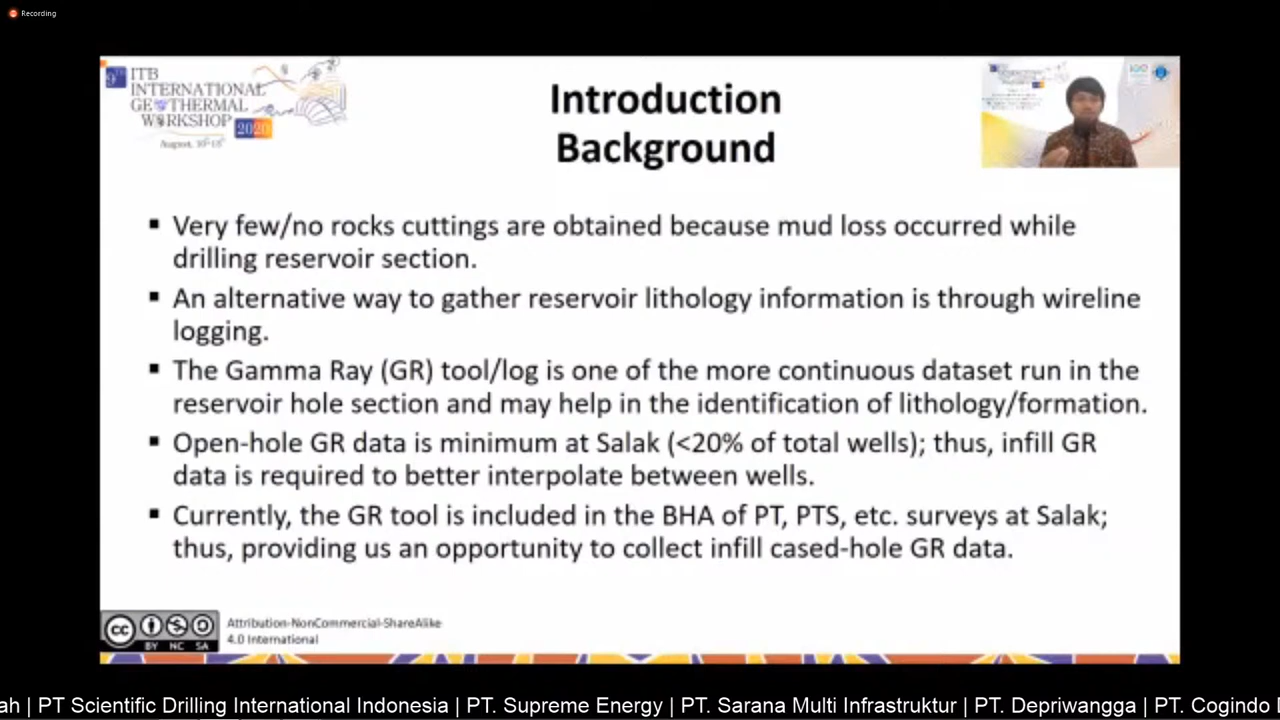 Recording
9th
ITB
INTERNATIONAL
GEOTHERMAL
WORKSHOP
2020
Introduction
Background
▪ Very few/no rocks cuttings are obtained because mud loss occurred while
drilling reservoir section.
▪ An alternative way to gather reservoir lithology information is through wireline
logging.
▪ The Gamma Ray (GR) tool/log is one of the more continuous dataset run in the
reservoir hole section and may help in the identification of lithology/formation.
▪ Open-hole GR data is minimum at Salak (<20% of total wells); thus, infill GR
data is required to better interpolate between wells.
▪ Currently, the GR tool is included in the BHA of PT, PTS, etc. surveys at Salak;
thus, providing us an opportunity to collect infill cased-hole GR data.
cc
BY NC SA
Attribution-NonCommercial-ShareAlike
4.0 International
ah | PT Scientific Drilling International Indonesia | PT. Supreme Energy | PT. Sarana Multi Infrastruktur | PT. Depriwangga | PT. Cogindo